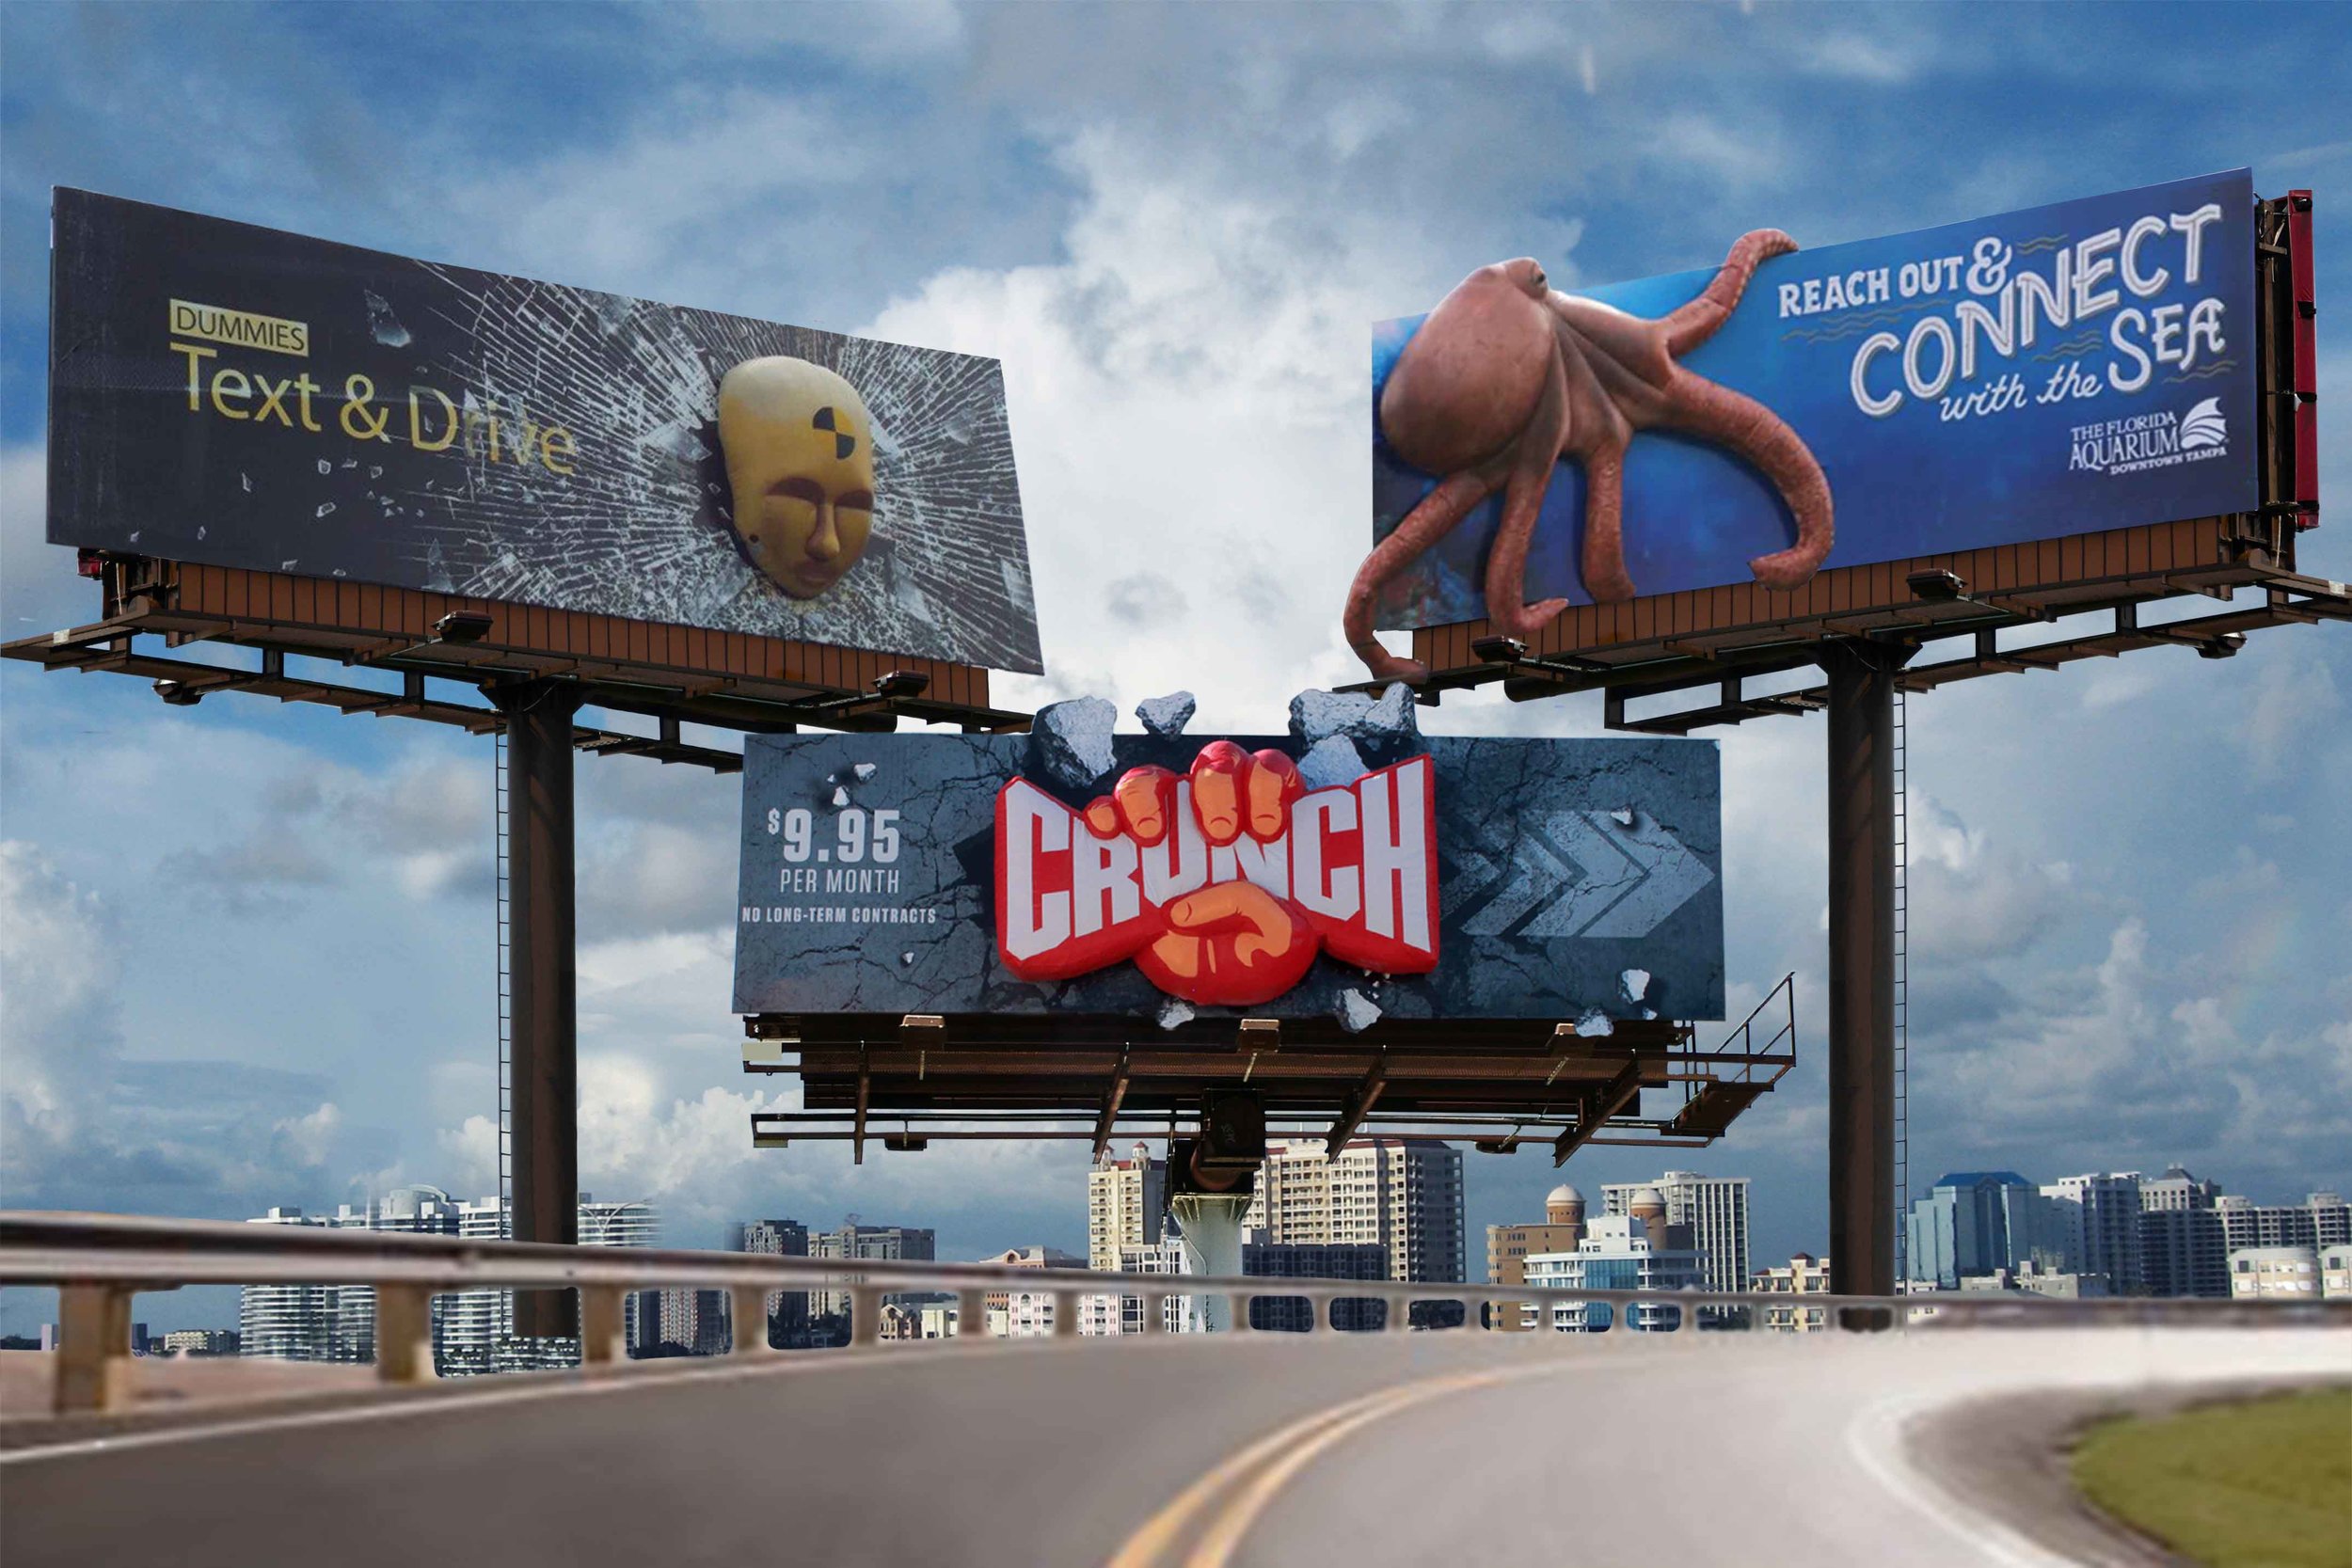 DUMMIES
Text & Drive
REACH OUT &
CONNECT
with the SEA
THE FLORIDA
AQUARIUM
DOWNTOWN TAMPA
$9.95
PER MONTH
NO LONG-TERM CONTRACTS
CRUNCH